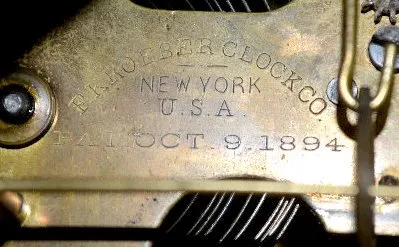 F. KROEBER CLOCK CO.
NEW YORK
U.S.A.
PAT. OCT. 9. 1894